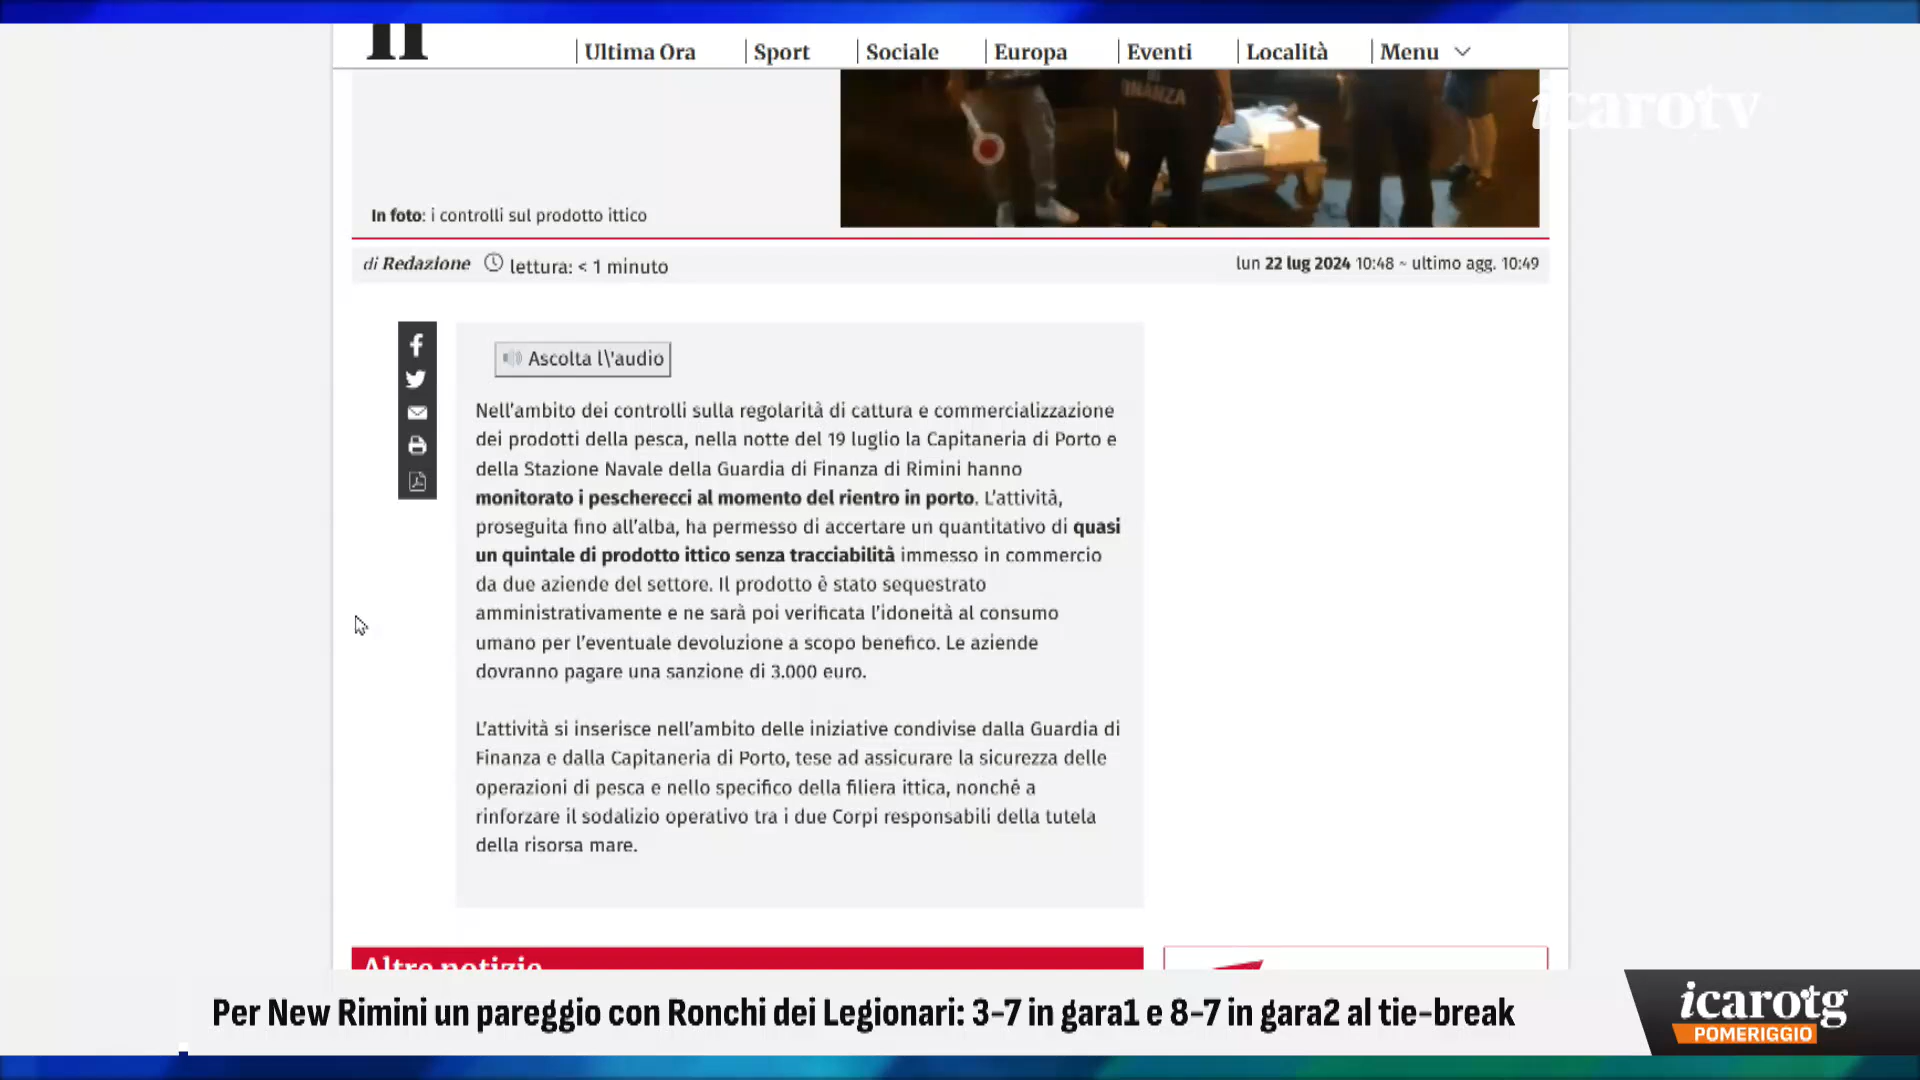 Ultima Ora
Sport
Sociale
Europa
Eventi
Località
Menu
icarotv
FINANZA
In foto: i controlli sul prodotto ittico
di Redazione
lettura: < 1 minuto
lun 22 lug 2024 10:48 ~ ultimo agg. 10:49
Ascolta l\'audio
Nell'ambito dei controlli sulla regolarità di cattura e commercializzazione
dei prodotti della pesca, nella notte del 19 luglio la Capitaneria di Porto e
della Stazione Navale della Guardia di Finanza di Rimini hanno
monitorato i pescherecci al momento del rientro in porto. L'attività,
proseguita fino all'alba, ha permesso di accertare un quantitativo di quasi
un quintale di prodotto ittico senza tracciabilità immesso in commercio
da due aziende del settore. Il prodotto è stato sequestrato
amministrativamente e ne sarà poi verificata l'idoneità al consumo
umano per l'eventuale devoluzione a scopo benefico. Le aziende
dovranno pagare una sanzione di 3.000 euro.
L'attività si inserisce nell'ambito delle iniziative condivise dalla Guardia di
Finanza e dalla Capitaneria di Porto, tese ad assicurare la sicurezza delle
operazioni di pesca e nello specifico della filiera ittica, nonché a
rinforzare il sodalizio operativo tra i due Corpi responsabili della tutela
della risorsa mare.
Altre notizie
Per New Rimini un pareggio con Ronchi dei Legionari: 3-7 in gara1 e 8-7 in gara2 al tie-break
icarotg
POMERIGGIO